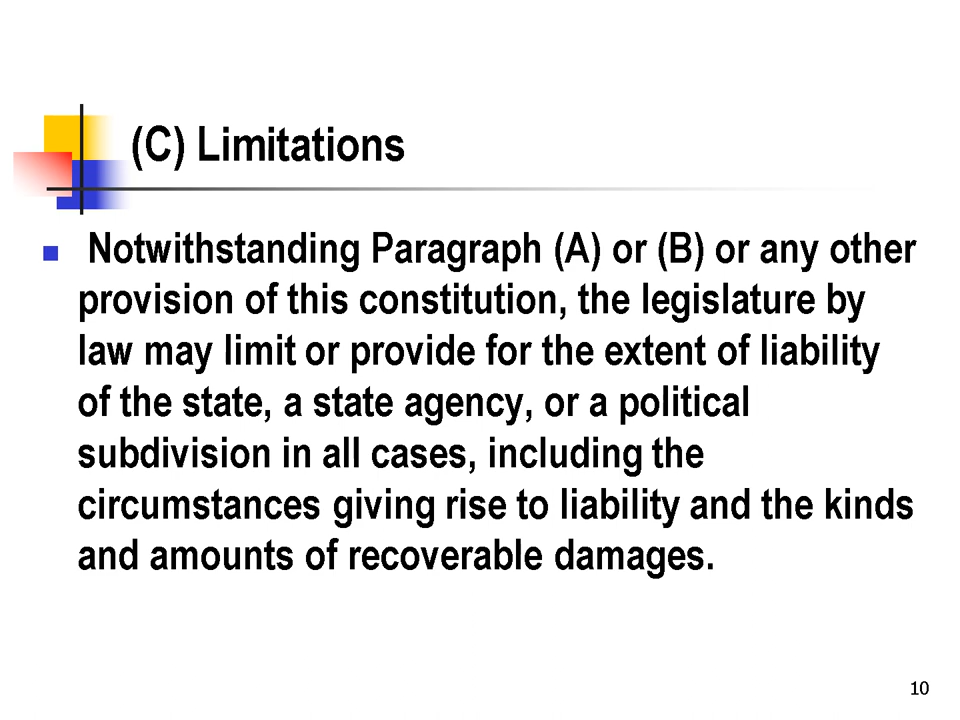 (C) Limitations
Notwithstanding Paragraph (A) or (B) or any other
provision of this constitution, the legislature by
law may limit or provide for the extent of liability
of the state, a state agency, or a political
subdivision in all cases, including the
circumstances giving rise to liability and the kinds
and amounts of recoverable damages.
10